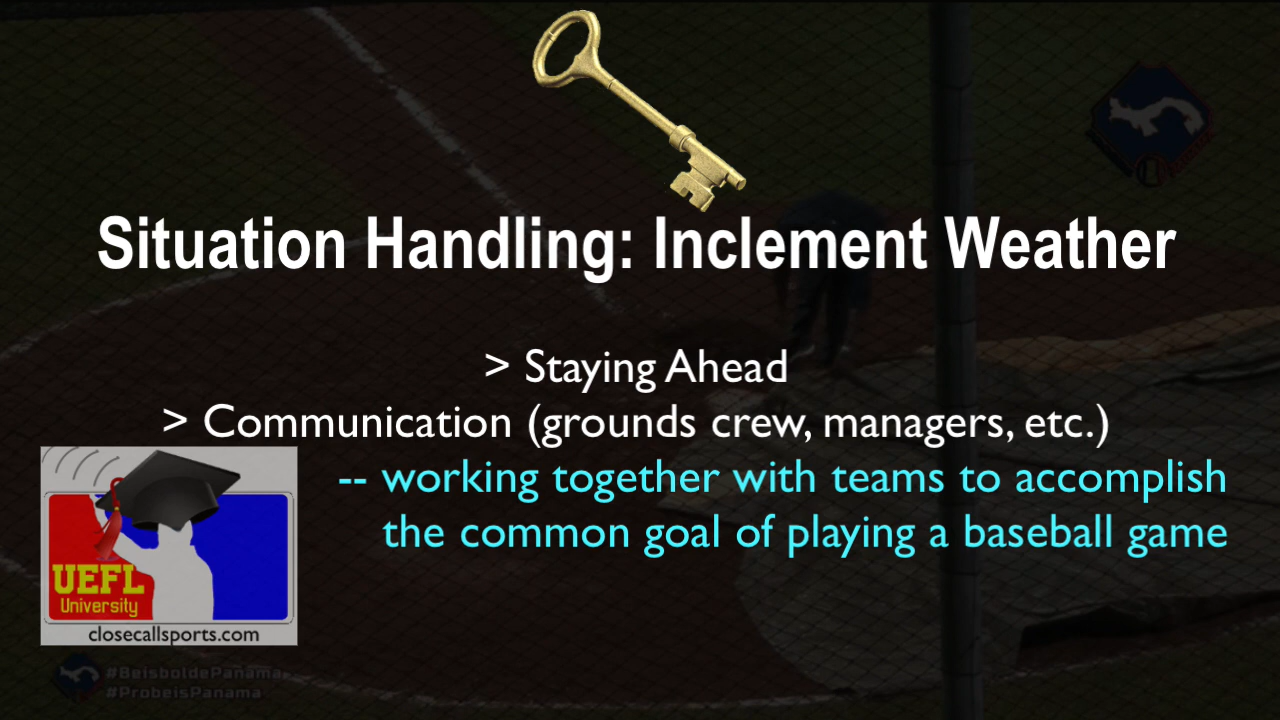 Situation Handling: Inclement Weather
> Staying Ahead
> Communication (grounds crew, managers, etc.)
-- working together with teams to accomplish
the common goal of playing a baseball game
UEFL
University
closecallsports.com
#BeisboldePanama
#ProbeisPanama